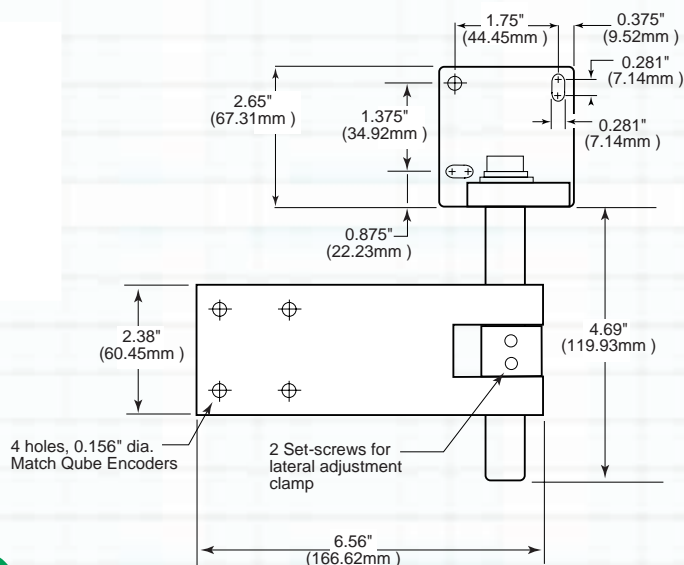 1.75"
(44.45mm )
0.375"
(9.52mm )
0.281"
(7.14mm )
2.65"
(67.31mm )
1.375"
(34.92mm )
0.281"
(7.14mm )
0.875"
(22.23mm )
2.38"
(60.45mm )
4.69"
(119.93mm )
4 holes, 0.156" dia.
Match Qube Encoders
2 Set-screws for
lateral adjustment
clamp
6.56"
(166.62mm )